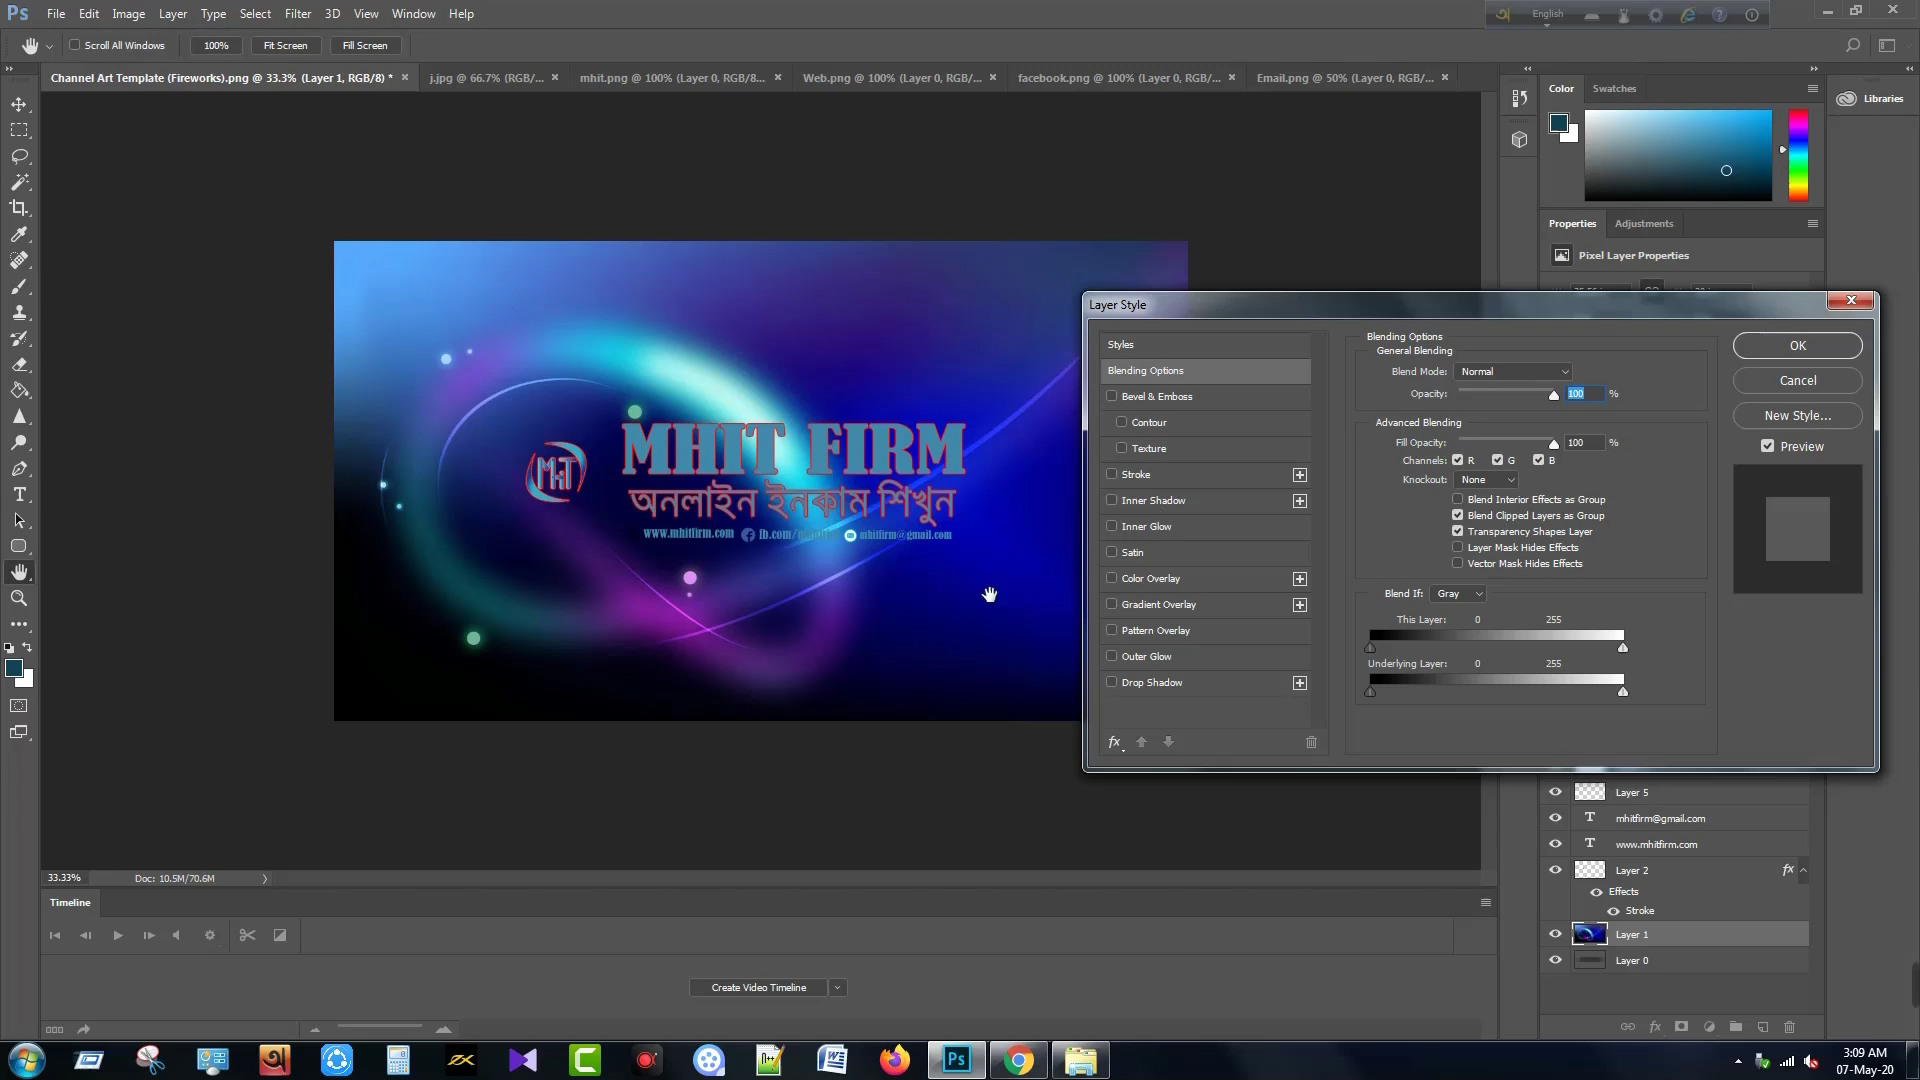 Ps File Edit Image Layer Type Select Filter 3D View Window Help
English
Scroll All Windows 100% Fit Screen Fill Screen
Channel Art Template (Fireworks).png @ 33.3% (Layer 1, RGB/8) * j.jpg @ 66.7% (RGB/... mhit.png @ 100% (Layer 0, RGB/8... Web.png @ 100% (Layer 0, RGB/... facebook.png @ 100% (Layer 0, RGB/... Email.png @ 50% (Layer 0, RGB/...
Color Swatches
Libraries
Properties Adjustments
Pixel Layer Properties
MHIT
MHIT FIRM
অনলাইন ইনকাম শিখুন
www.mhitfirm.com mhitfirm@gmail.com
Layer Style
Styles
Blending Options
Bevel & Emboss
Contour
Texture
Stroke
Inner Shadow
Inner Glow
Satin
Color Overlay
Gradient Overlay
Pattern Overlay
Outer Glow
Drop Shadow
fx
Blending Options
General Blending
Blend Mode: Normal
Opacity: 100 %
Advanced Blending
Fill Opacity: 100 %
Channels: R G B
Knockout: None
Blend Interior Effects as Group
Blend Clipped Layers as Group
Transparency Shapes Layer
Layer Mask Hides Effects
Vector Mask Hides Effects
Blend If: Gray
This Layer: 0 255
Underlying Layer: 0 255
OK
Cancel
New Style...
Preview
Layer 5
T mhitfirm@gmail.com
T www.mhitfirm.com
Layer 2 fx
Effects
Stroke
Layer 1
Layer 0
fx
33.33% Doc: 10.5M/70.6M
Timeline
Create Video Timeline
Ps
3:09 AM
07-May-20